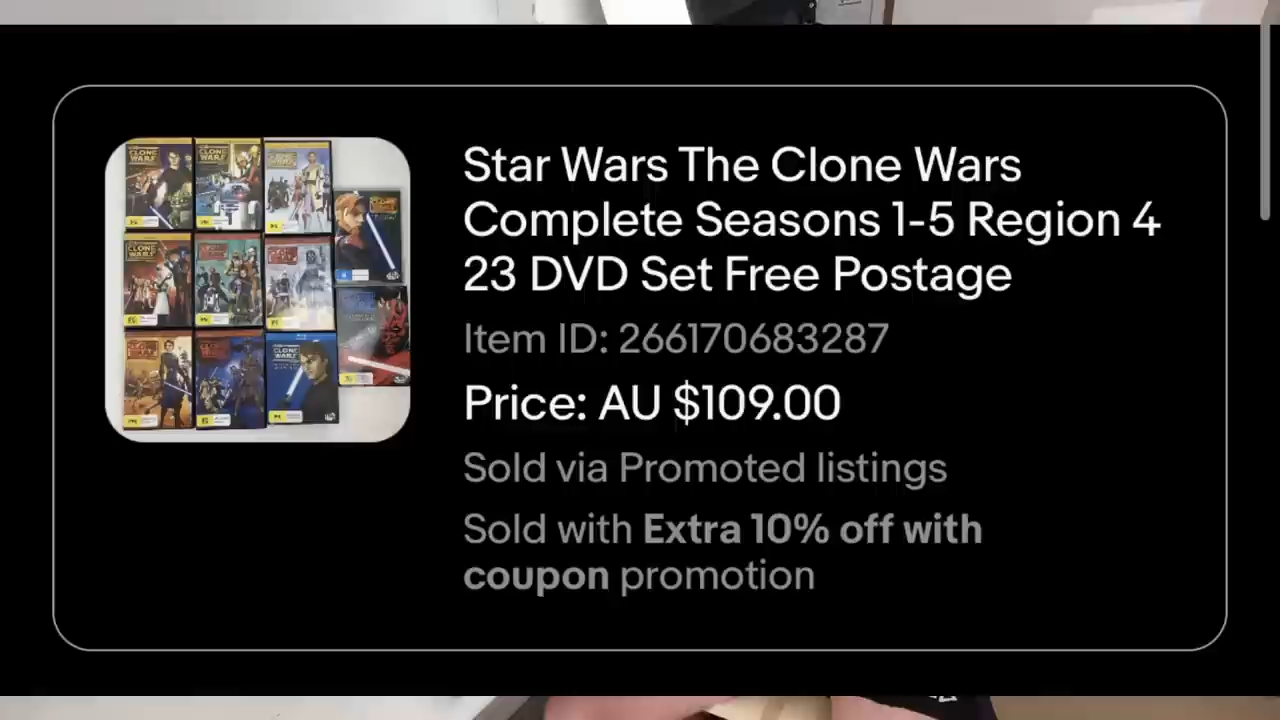 Star Wars The Clone Wars
Complete Seasons 1-5 Region 4
23 DVD Set Free Postage
Item ID: 266170683287
Price: AU $109.00
Sold via Promoted listings
Sold with Extra 10% off with
coupon promotion